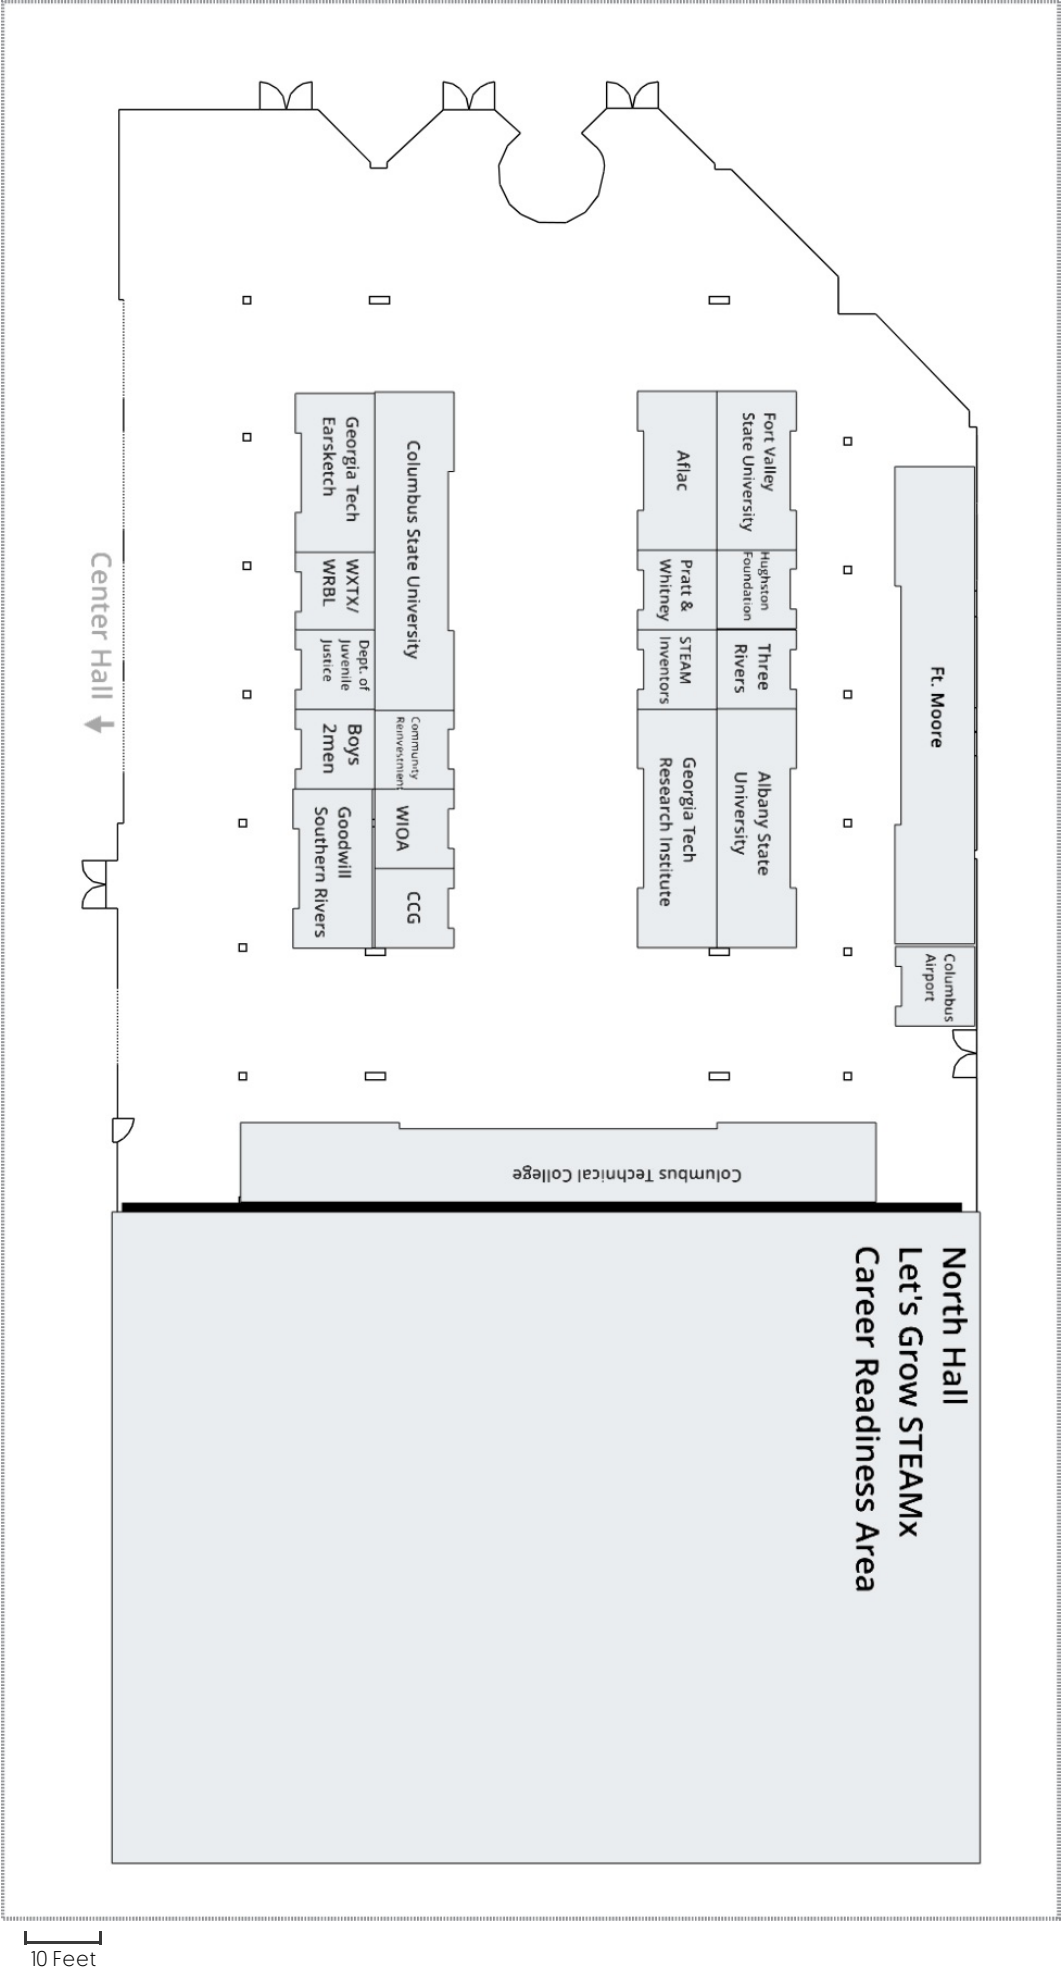 Georgia Tech
Earsketch
Columbus State University
WXTX/
WRBL
Dept. of
Juvenile
Justice
Boys
2men
Community
Reinvestment
Goodwill
Southern Rivers
WIOA
CCG
Aflac
Fort Valley
State University
Pratt &
Whitney
Hughston
Foundation
STEAM
Inventors
Three
Rivers
Georgia Tech
Research Institute
Albany State
University
Ft. Moore
Columbus
Airport
Center Hall
Columbus Technical College
North Hall
Let's Grow STEAMx
Career Readiness Area
10 Feet